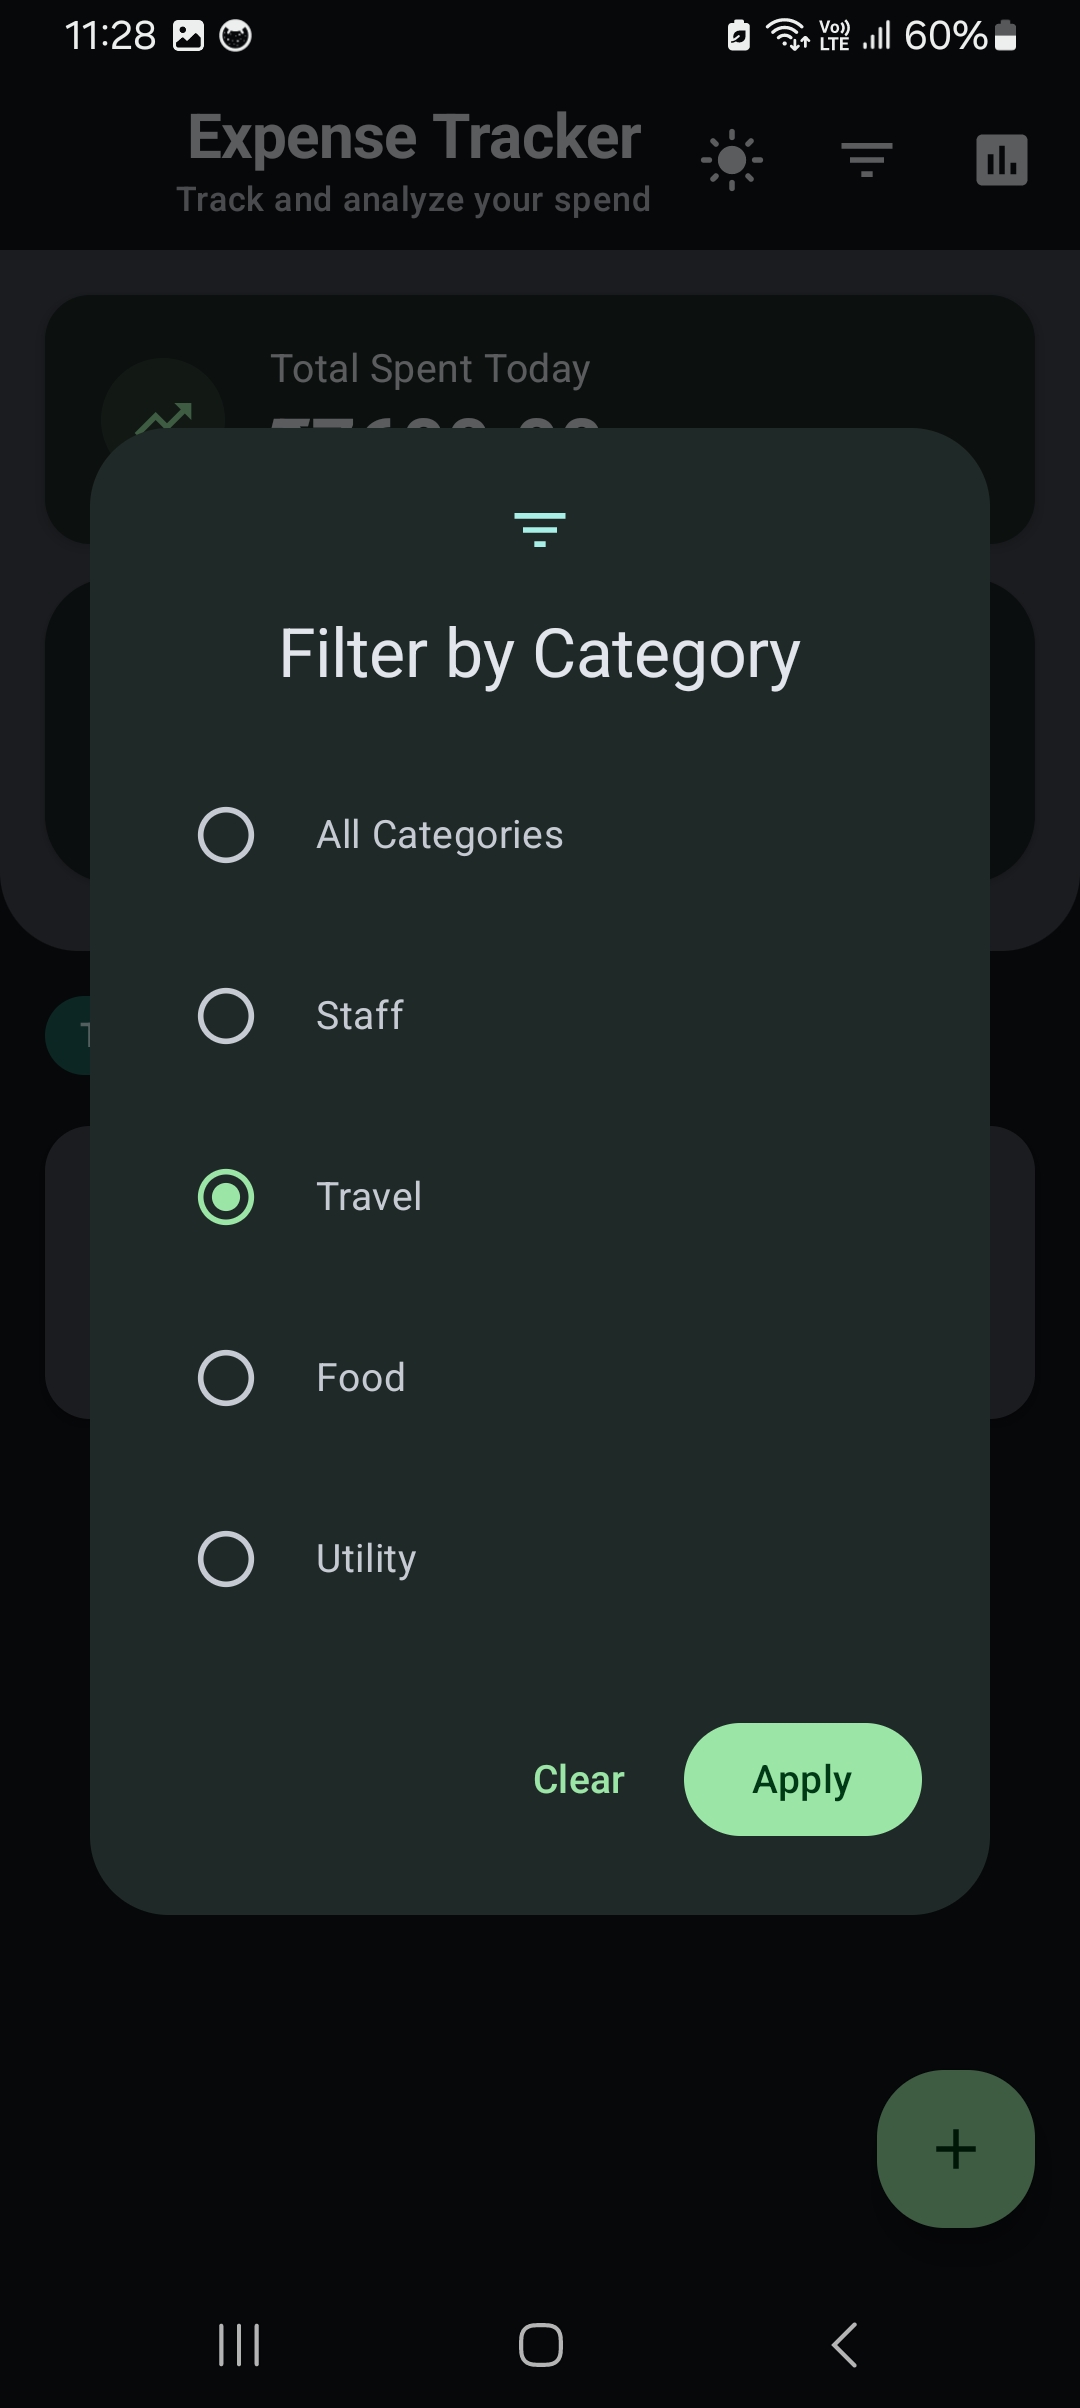 11:28
Vo)) LTE
60%
Expense Tracker
Track and analyze your spend
Total Spent Today
Filter by Category
All Categories
Staff
Travel
Food
Utility
Clear
Apply